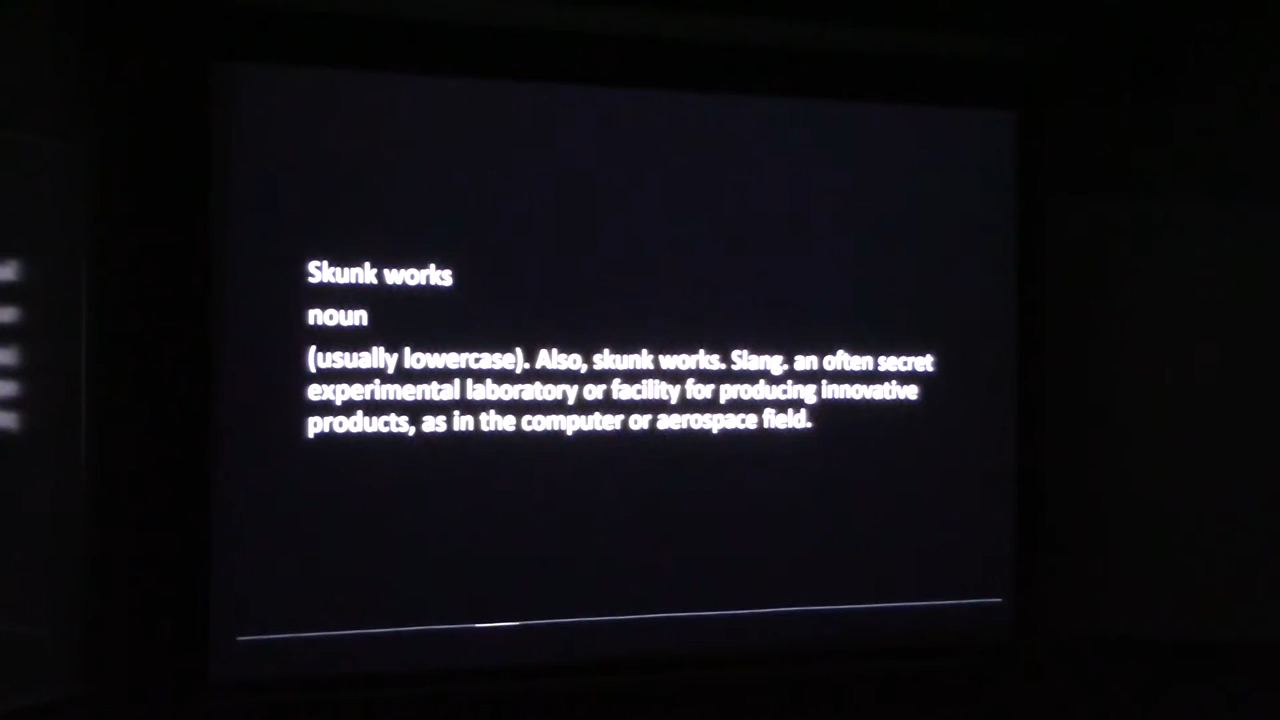 Skunk works
noun
(usually lowercase). Also, skunk works. Slang. an often secret
experimental laboratory or facility for producing innovative
products, as in the computer or aerospace field.